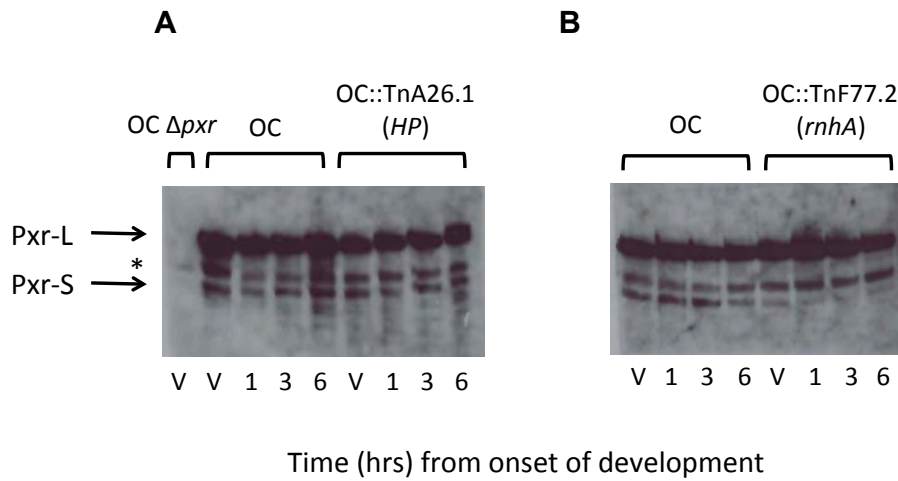 A
B
OC Δpxr
OC
OC::TnA26.1
(HP)
OC
OC::TnF77.2
(rnhA)
Pxr-L
*
Pxr-S
V V 1 3 6 V 1 3 6
V 1 3 6 V 1 3 6
Time (hrs) from onset of development